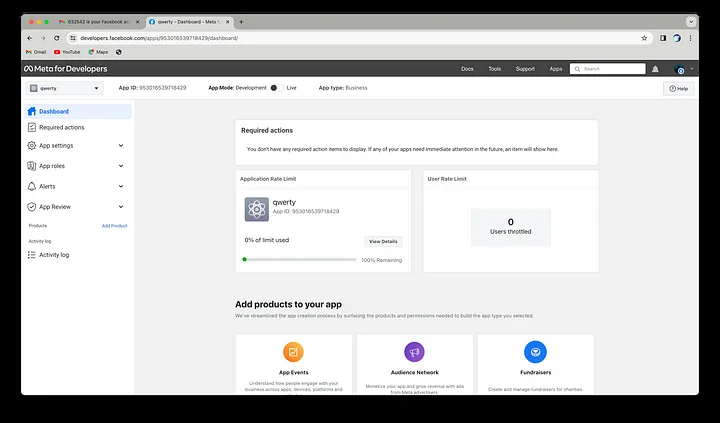 632542 is your Facebook acc
qwerty - Dashboard - Meta f
developers.facebook.com/apps/953016539718429/dashboard/
Gmail
YouTube
Maps
Meta for Developers
Docs
Tools
Support
Apps
Search
qwerty
App ID: 953016539718429
App Mode: Development
Live
App type: Business
Help
Dashboard
Required actions
App settings
App roles
Alerts
App Review
Products
Add Product
Activity log
Activity log
Required actions
You don't have any required action items to display. If any of your apps need immediate attention in the future, an item will show here.
Application Rate Limit
qwerty
App ID: 953016539718429
0% of limit used
View Details
100% Remaining
User Rate Limit
0
Users throttled
Add products to your app
We've streamlined the app creation process by surfacing the products and permissions needed to build the app type you selected.
App Events
Understand how people engage with your
business across apps, devices, platforms and
Audience Network
Monetize your app and grow revenue with ads
from Meta advertisers.
Fundraisers
Create and manage fundraisers for charities.